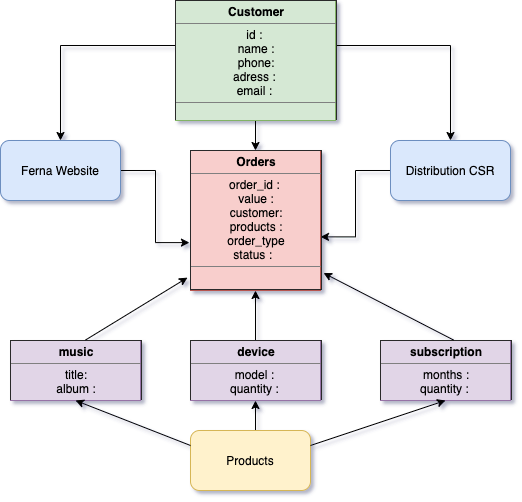 Customer
id :
name :
phone:
adress :
email :
Ferna Website
Distribution CSR
Orders
order_id :
value :
customer:
products :
order_type
status :
music
title:
album :
device
model :
quantity :
subscription
months :
quantity :
Products